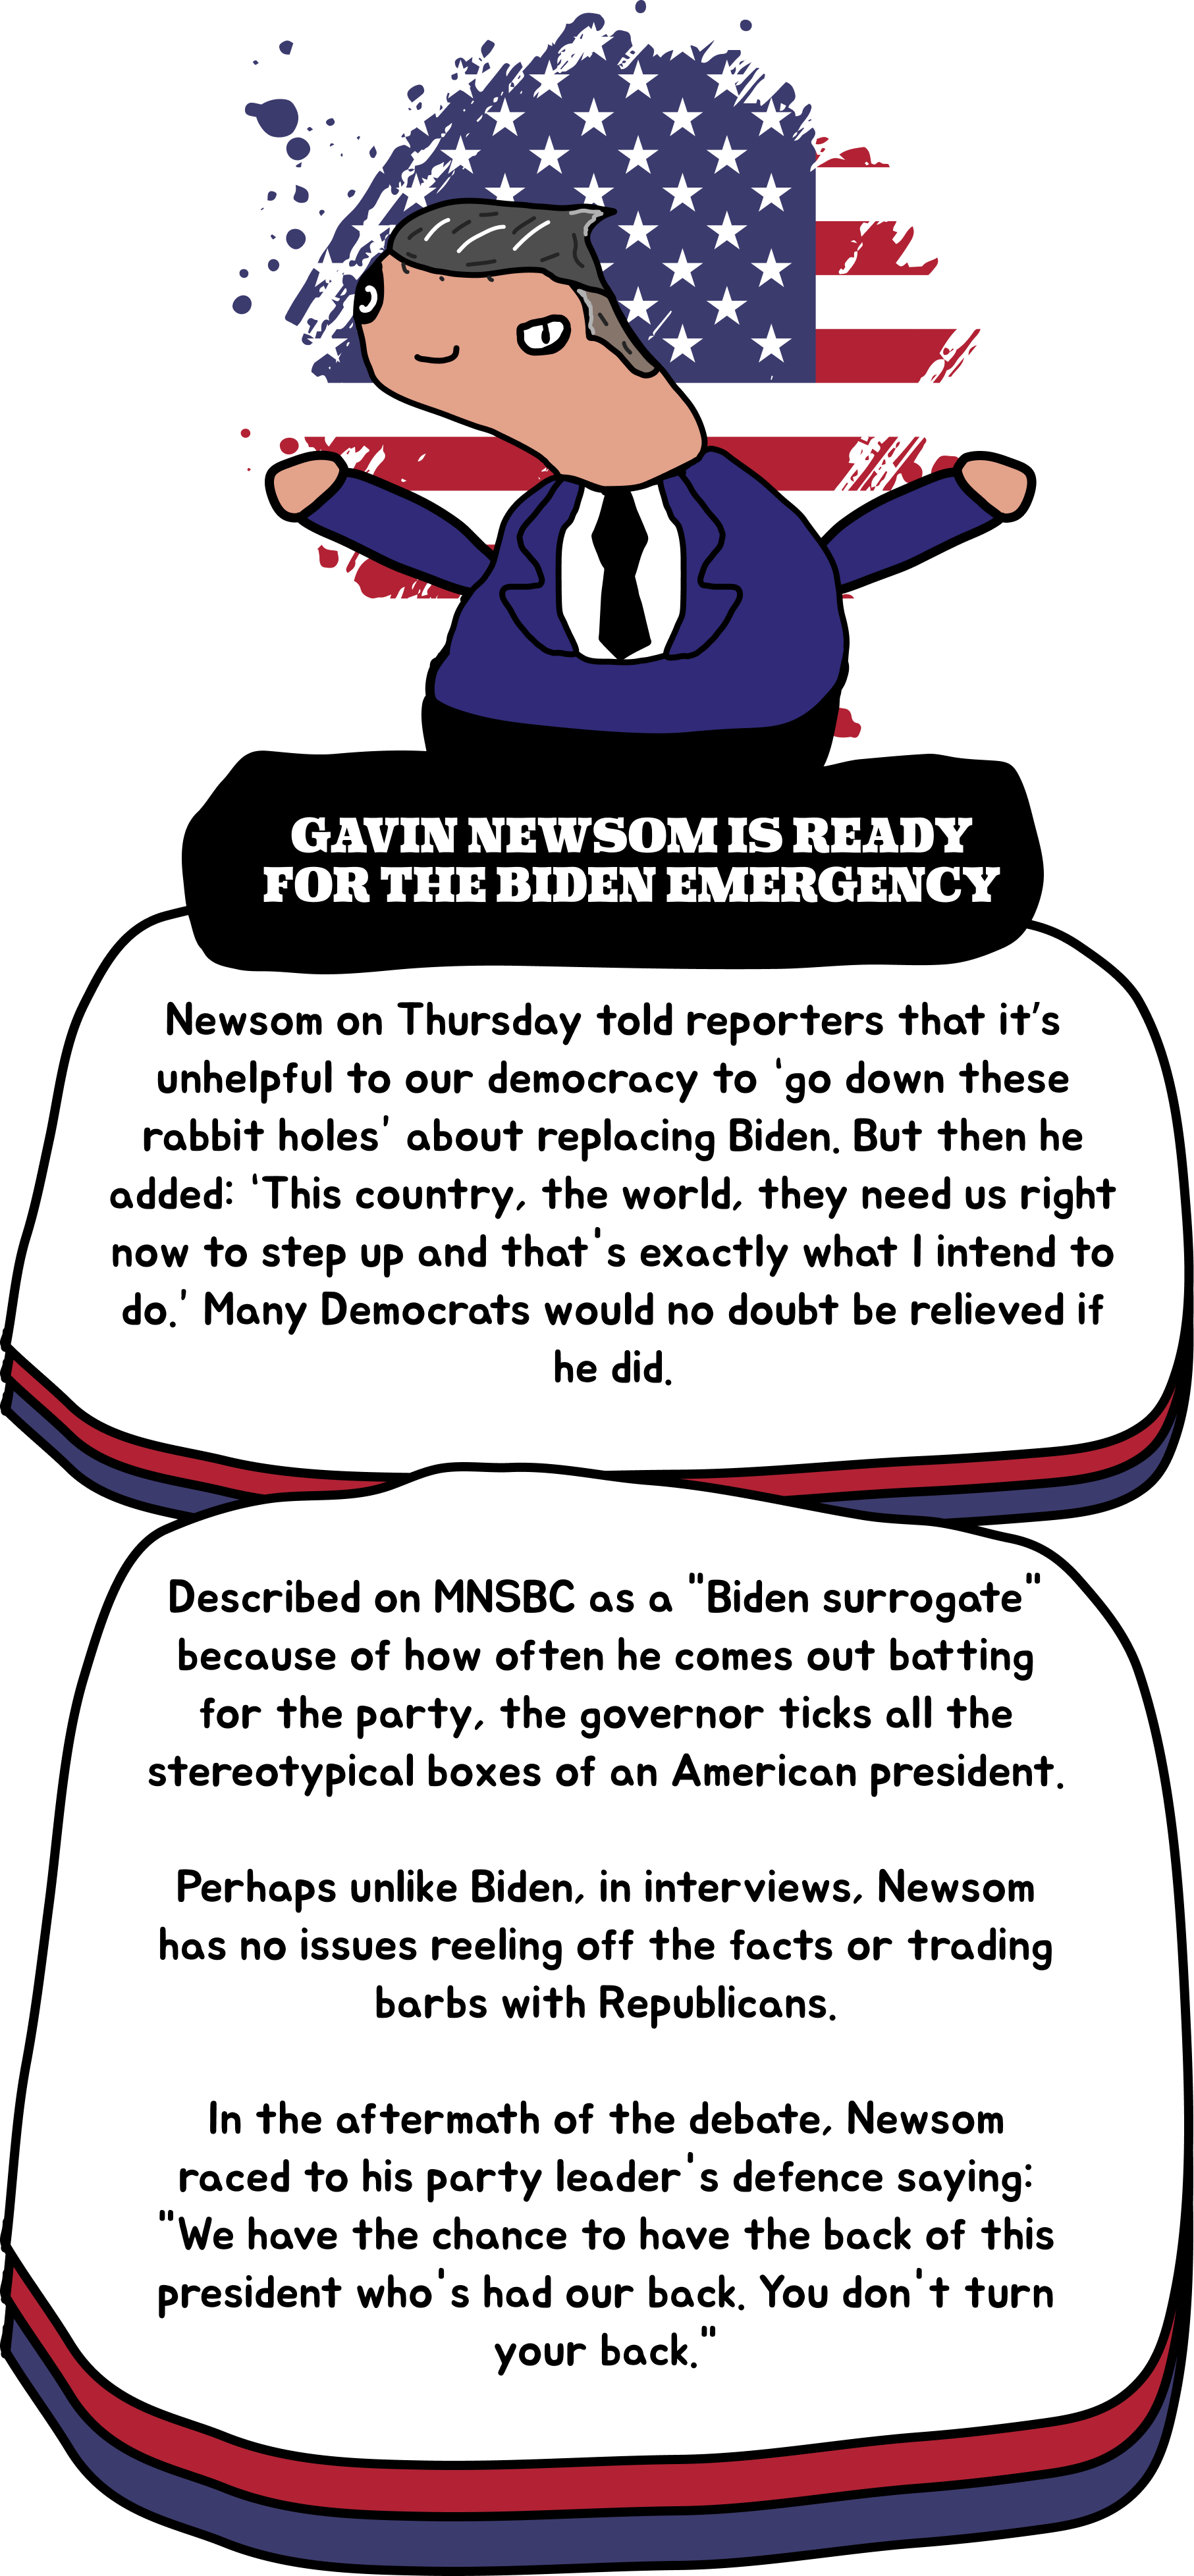 GAVIN NEWSOM IS READY
FOR THE BIDEN EMERGENCY
Newsom on Thursday told reporters that it’s
unhelpful to our democracy to ‘go down these
rabbit holes’ about replacing Biden. But then he
added: ‘This country, the world, they need us right
now to step up and that's exactly what I intend to
do.’ Many Democrats would no doubt be relieved if
he did.
Described on MNSBC as a "Biden surrogate"
because of how often he comes out batting
for the party, the governor ticks all the
stereotypical boxes of an American president.
Perhaps unlike Biden, in interviews, Newsom
has no issues reeling off the facts or trading
barbs with Republicans.
In the aftermath of the debate, Newsom
raced to his party leader's defence saying:
"We have the chance to have the back of this
president who's had our back. You don't turn
your back."